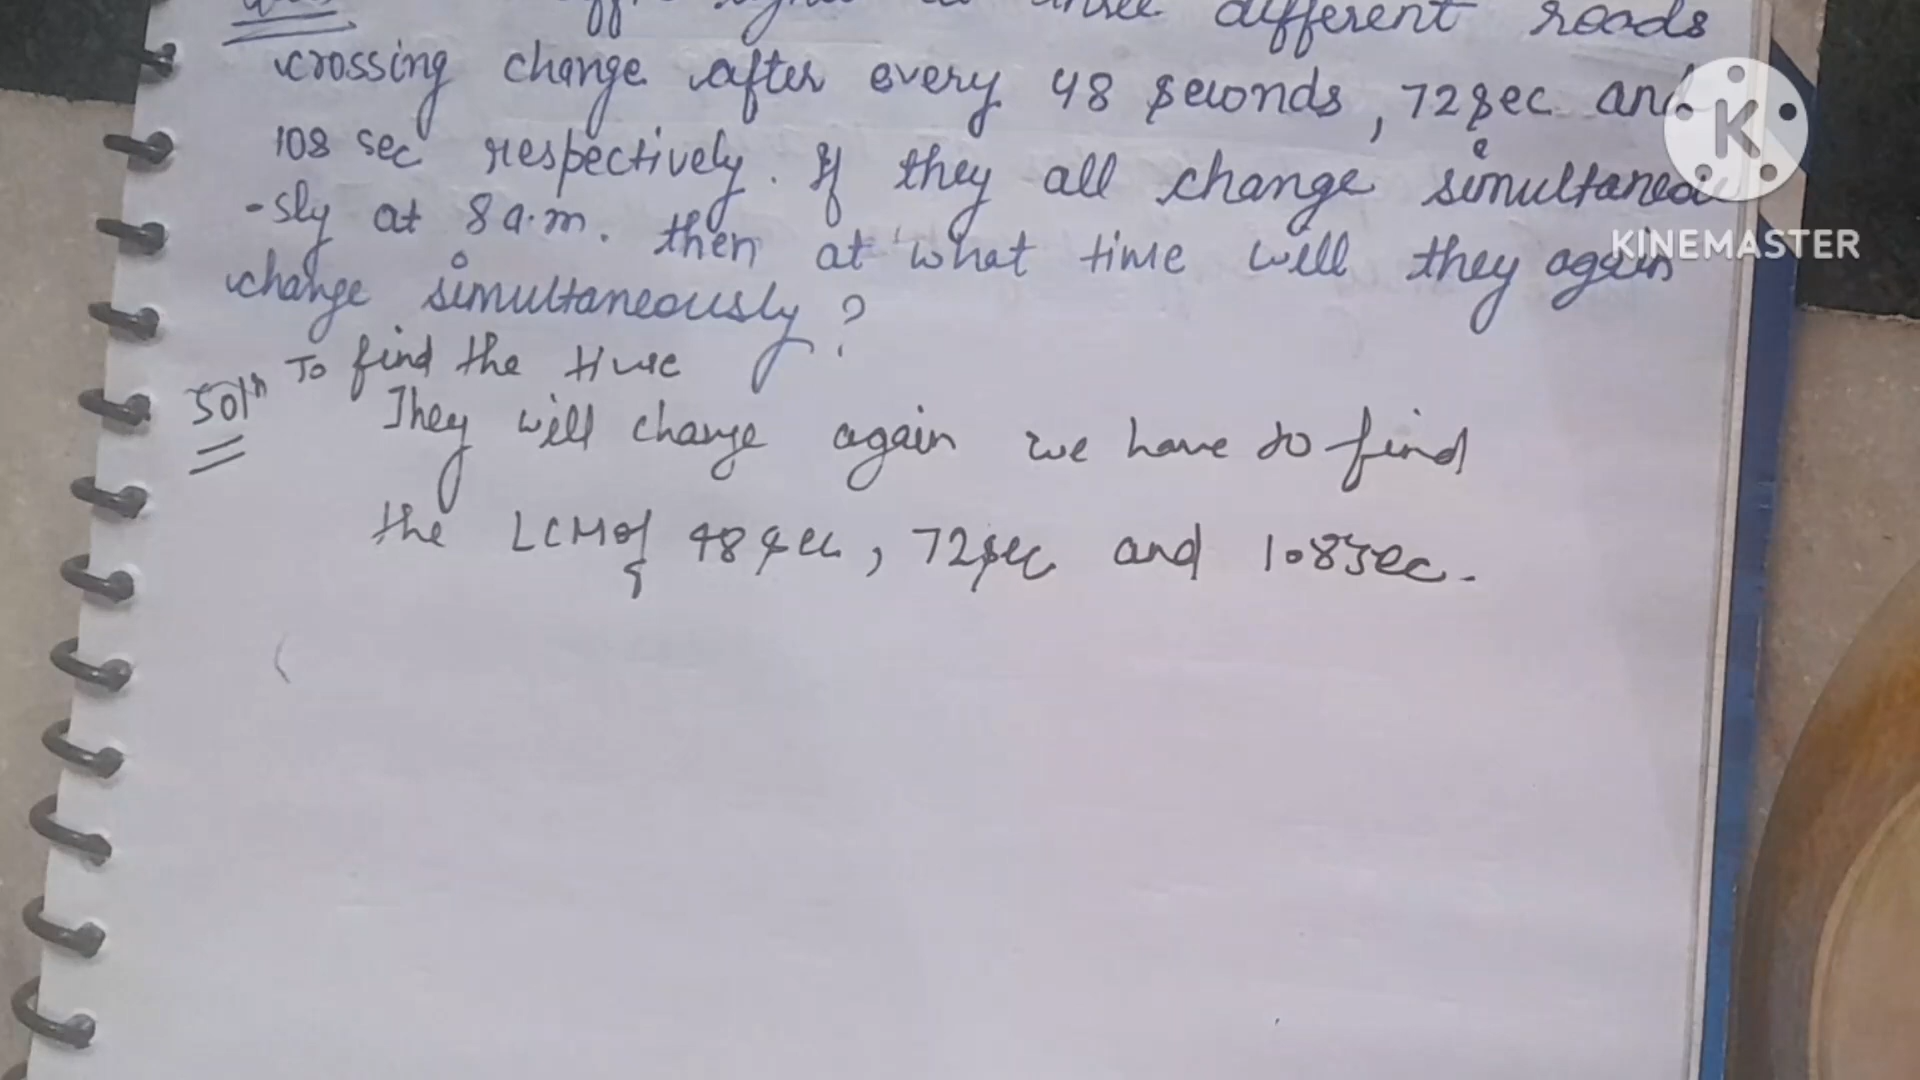 different roads
crossing change after every 48 seconds, 72 sec and
108 sec respectively. If they all change simultaneou
-sly at 8 a.m. then at what time will they again
change simultaneously?
Soln To find the time
They will change again we have to find
the LCM of 48 sec, 72 sec and 108 sec.
K
KINEMASTER